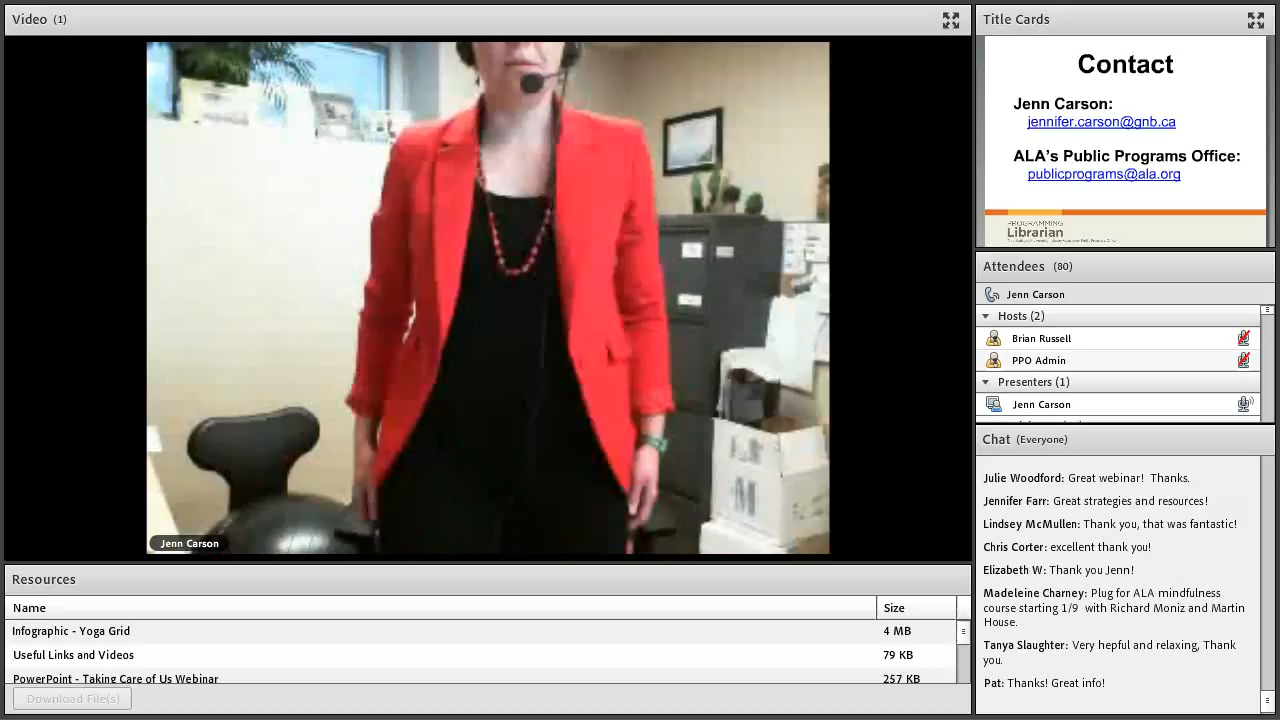 Video (1)
Jenn Carson
Title Cards
Contact
Jenn Carson:
jennifer.carson@gnb.ca
ALA's Public Programs Office:
publicprograms@ala.org
PROGRAMMING
Librarian
Attendees (80)
Jenn Carson
Hosts (2)
Brian Russell
PPO Admin
Presenters (1)
Jenn Carson
Chat (Everyone)
Julie Woodford: Great webinar! Thanks.
Jennifer Farr: Great strategies and resources!
Lindsey McMullen: Thank you, that was fantastic!
Chris Corter: excellent thank you!
Elizabeth W: Thank you Jenn!
Madeleine Charney: Plug for ALA mindfulness
course starting 1/9 with Richard Moniz and Martin
House.
Tanya Slaughter: Very hepful and relaxing, Thank
you.
Pat: Thanks! Great info!
Resources
Name Size
Infographic - Yoga Grid 4 MB
Useful Links and Videos 79 KB
PowerPoint - Taking Care of Us Webinar 257 KB
Download File(s)